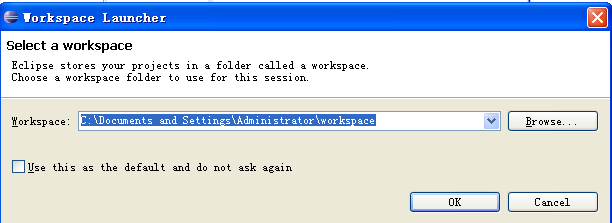 Workspace Launcher
Select a workspace
Eclipse stores your projects in a folder called a workspace.
Choose a workspace folder to use for this session.
Workspace: C:\Documents and Settings\Administrator\workspace Browse...
Use this as the default and do not ask again
OK Cancel